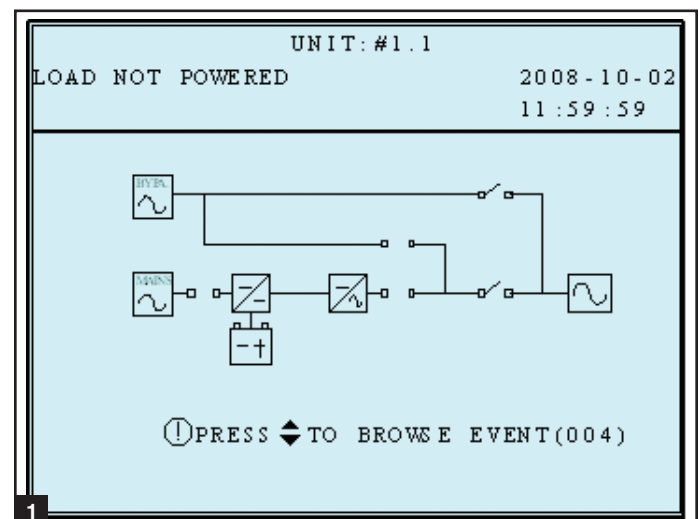 UNIT:#1.1
LOAD NOT POWERED
2008-10-02
11:59:59
BYPA.
MAINS
PRESS TO BROWSE EVENT(004)
1